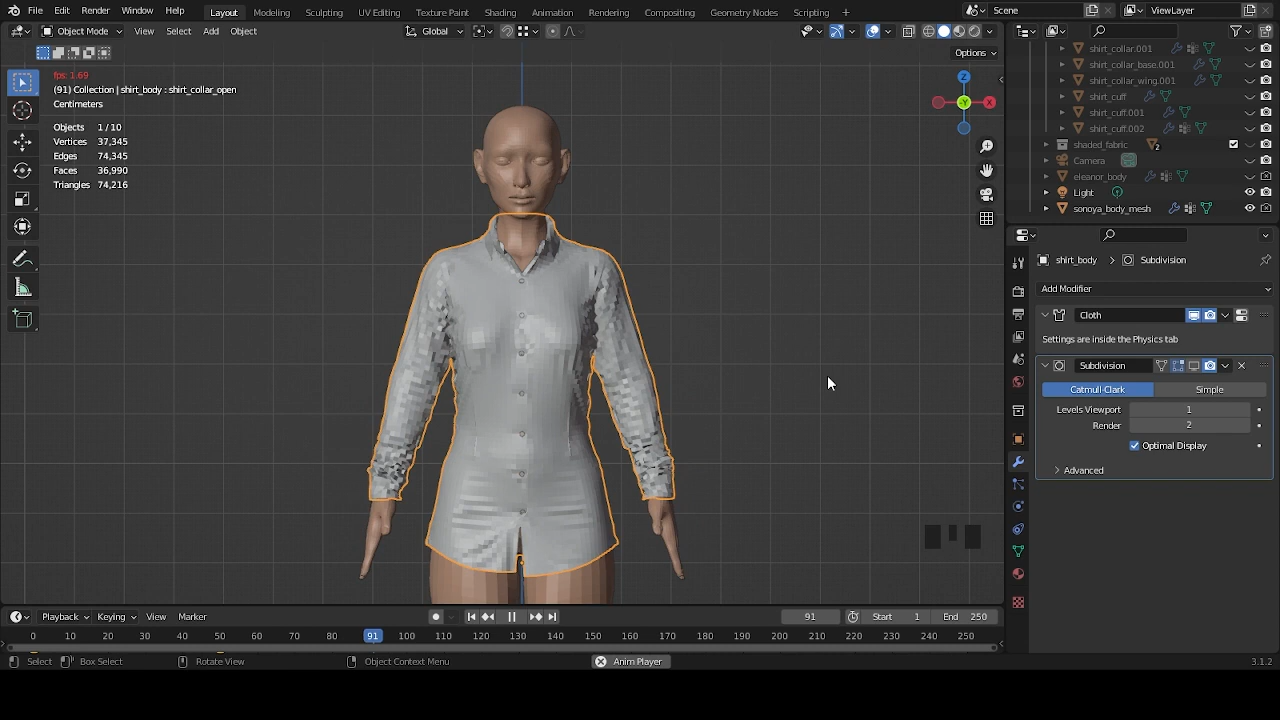 File Edit Render Window Help Layout Modeling Sculpting UV Editing Texture Paint Shading Animation Rendering Compositing Geometry Nodes Scripting + Scene ViewLayer
Object Mode View Select Add Object Global
Options
fps: 1.69
(91) Collection | shirt_body : shirt_collar_open
Centimeters
Objects 1 / 10
Vertices 37,345
Edges 74,345
Faces 36,990
Triangles 74,216
Z
-Y
X
shirt_collar.001
shirt_collar_base.001
shirt_collar_wing.001
shirt_cuff
shirt_cuff.001
shirt_cuff.002
shaded_fabric 2
Camera
eleanor_body
Light
sonoya_body_mesh
shirt_body > Subdivision
Add Modifier
Cloth
Settings are inside the Physics tab
Subdivision
Catmull-Clark Simple
Levels Viewport 1
Render 2
Optimal Display
Advanced
Playback Keying View Marker 91 Start 1 End 250
0 10 20 30 40 50 60 70 80 91 100 110 120 130 140 150 160 170 180 190 200 210 220 230 240 250
Select Box Select Rotate View Object Context Menu Anim Player 3.1.2